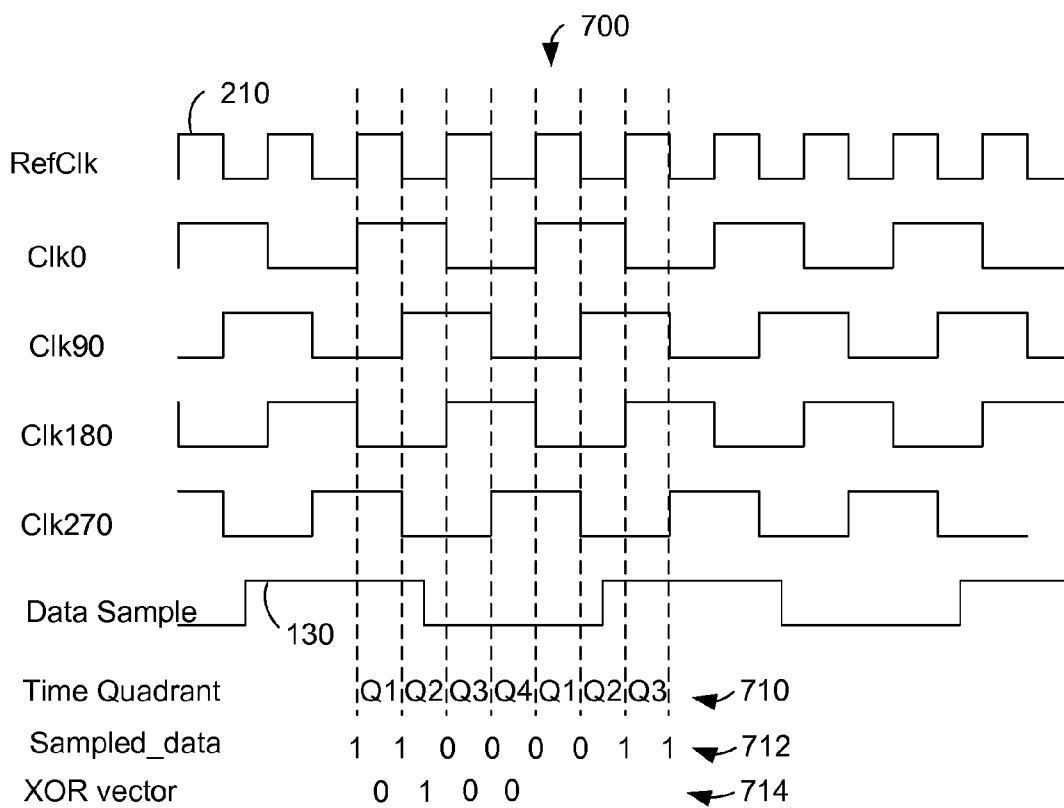 700
210
RefClk
Clk0
Clk90
Clk180
Clk270
Data Sample
130
Time Quadrant Q1 Q2 Q3 Q4 Q1 Q2 Q3 710
Sampled_data 1 1 0 0 0 0 1 1 712
XOR vector 0 1 0 0 714